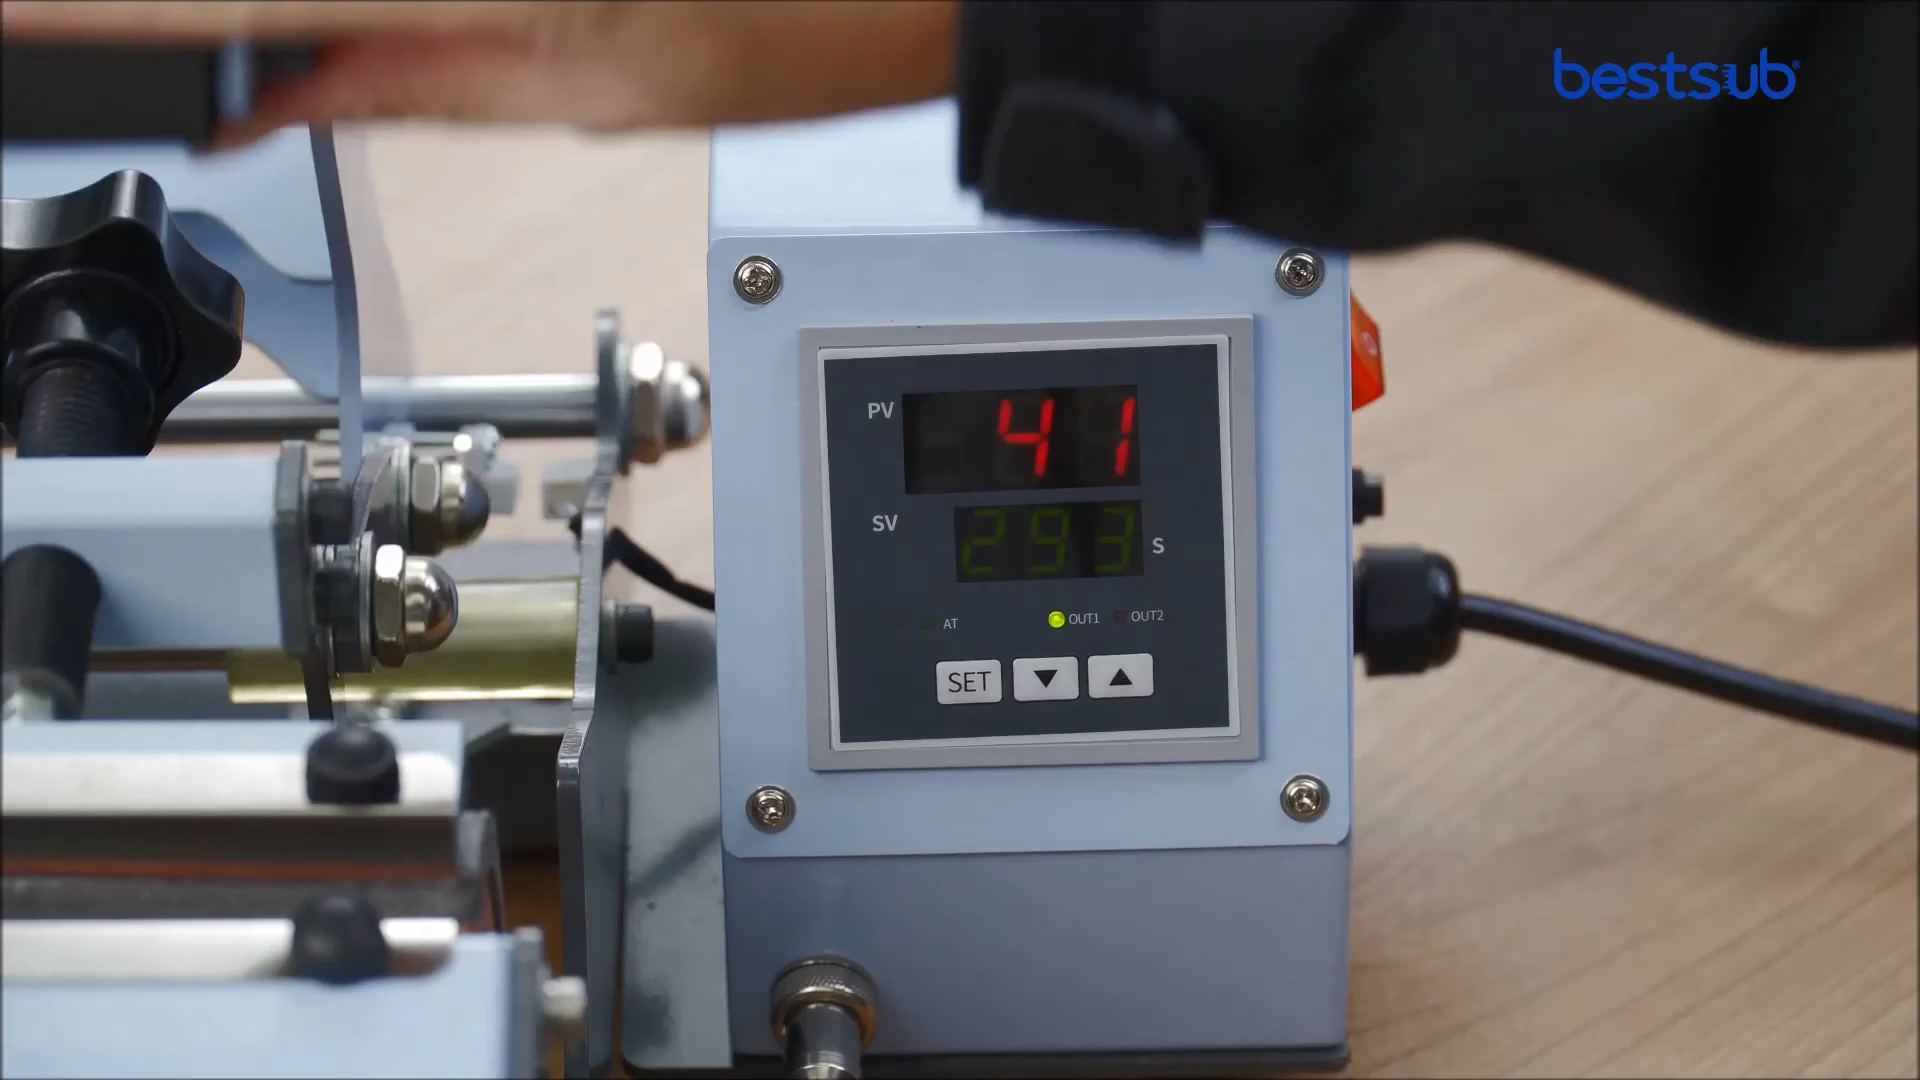 bestsub®
PV 41
SV 293 S
AT OUT1 OUT2
SET ▼ ▲